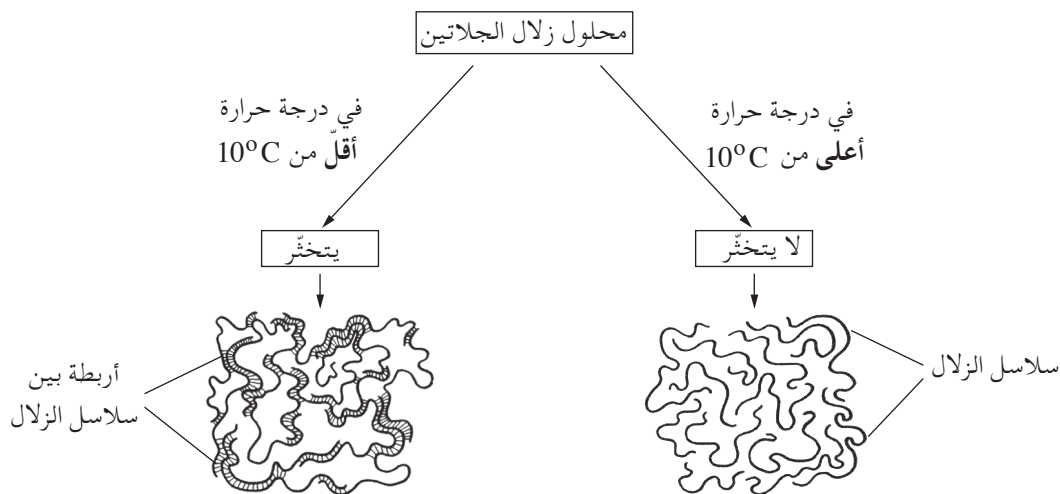 محلول زلال الجلاتين
في درجة حرارة
أعلى من 10°C
في درجة حرارة
أقلّ من 10°C
لا يتخثّر
يتخثّر
سلاسل الزلال
أربطة بين
سلاسل الزلال